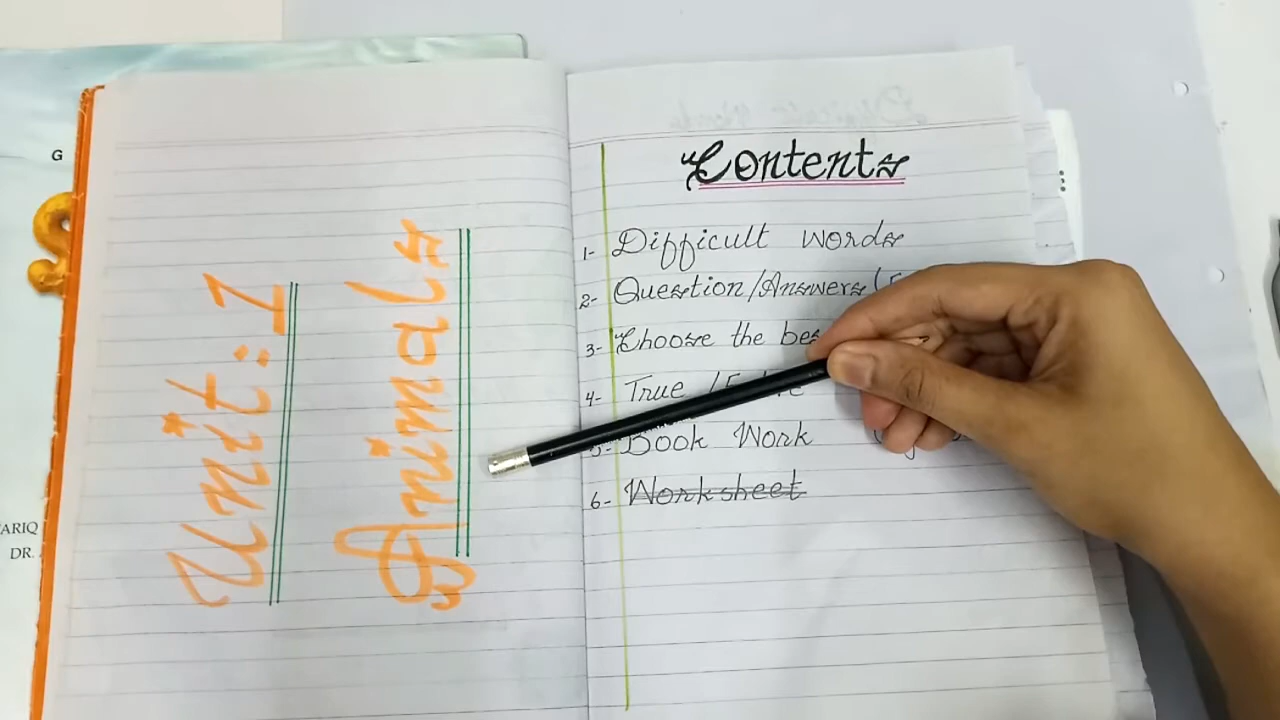 G
ARIQ
DR.
Unit:1
Animals
Contents
1- Difficult words
2- Question/Answers
3- Choose the
4- True /
5- Book Work
6- Worksheet